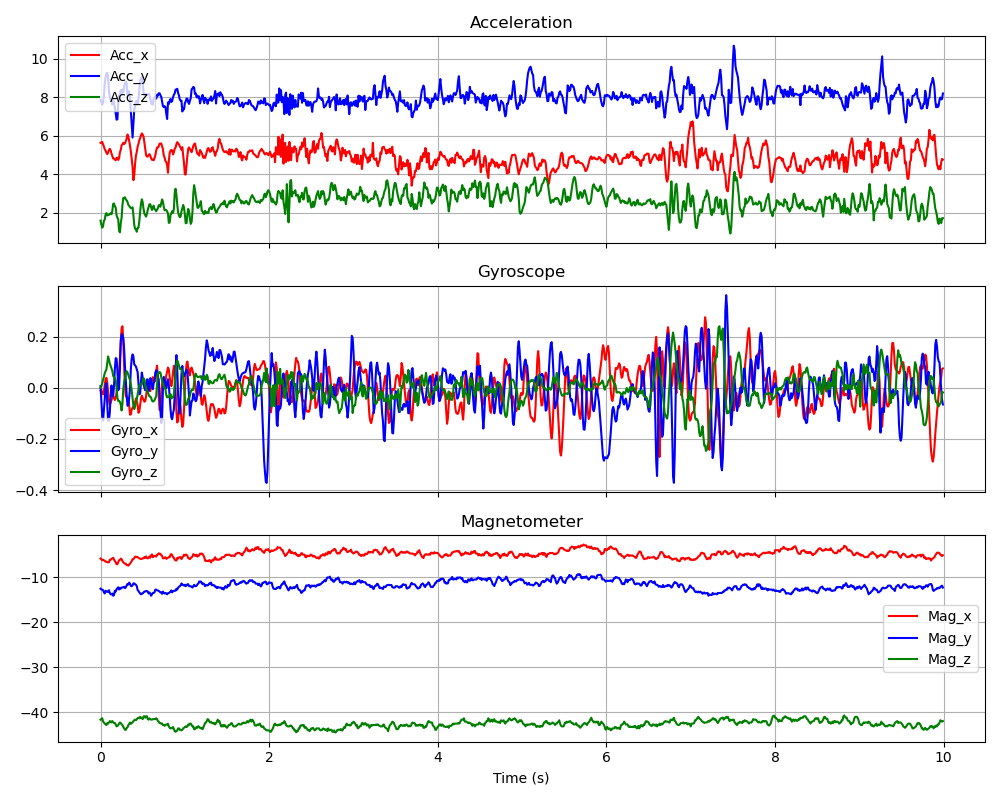 Acceleration
Acc_x
Acc_y
Acc_z
10
8
6
4
2
Gyroscope
0.2
0.0
−0.2
−0.4
Gyro_x
Gyro_y
Gyro_z
Magnetometer
−10
−20
−30
−40
Mag_x
Mag_y
Mag_z
0 2 4 6 8 10
Time (s)